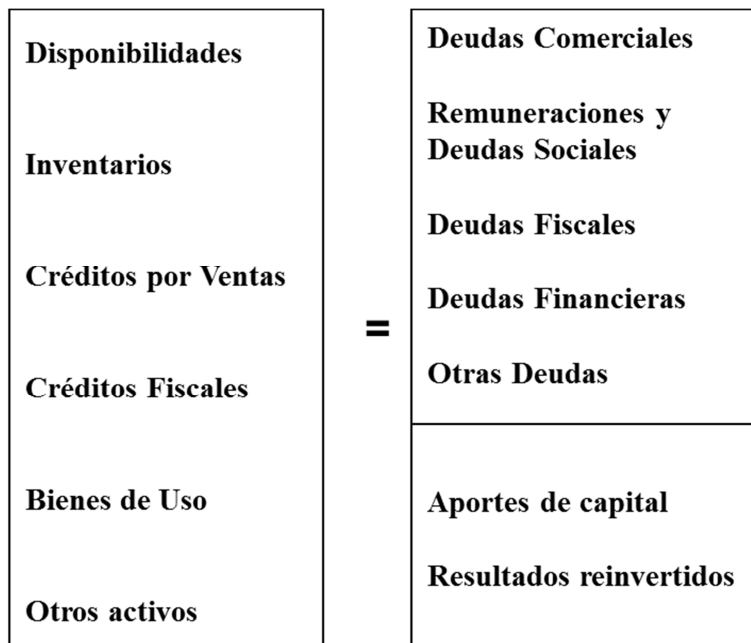 Disponibilidades
Inventarios
Créditos por Ventas
Créditos Fiscales
Bienes de Uso
Otros activos
=
Deudas Comerciales
Remuneraciones y
Deudas Sociales
Deudas Fiscales
Deudas Financieras
Otras Deudas
Aportes de capital
Resultados reinvertidos